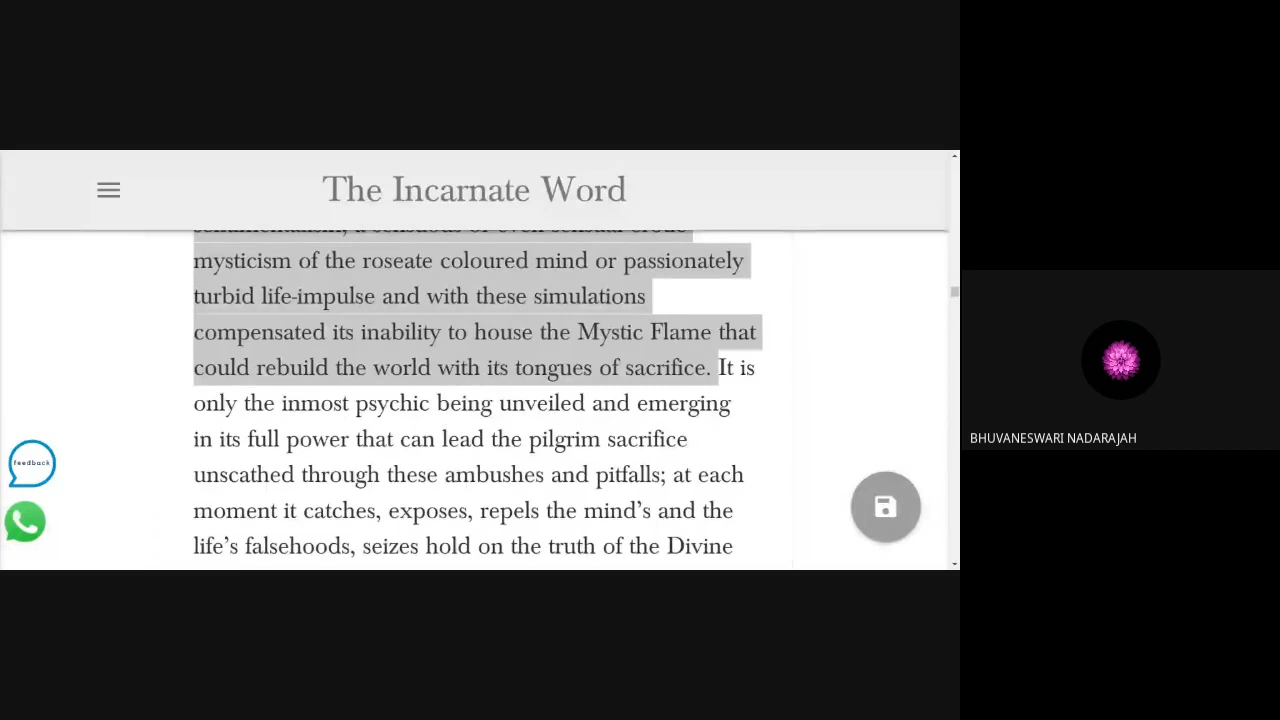 The Incarnate Word
mysticism of the roseate coloured mind or passionately
turbid life-impulse and with these simulations
compensated its inability to house the Mystic Flame that
could rebuild the world with its tongues of sacrifice. It is
only the inmost psychic being unveiled and emerging
in its full power that can lead the pilgrim sacrifice
unscathed through these ambushes and pitfalls; at each
moment it catches, exposes, repels the mind's and the
life's falsehoods, seizes hold on the truth of the Divine
feedback
BHUVANESWARI NADARAJAH